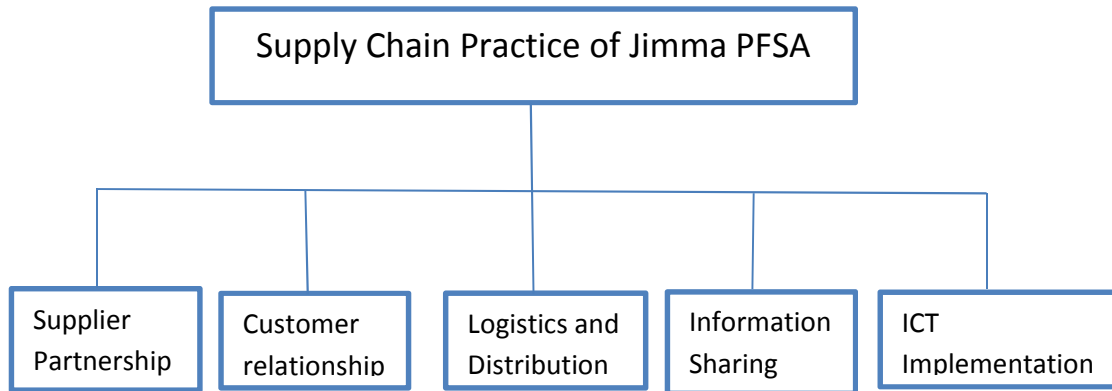 Supply Chain Practice of Jimma PFSA
Supplier
Partnership
Customer
relationship
Logistics and
Distribution
Information
Sharing
ICT
Implementation